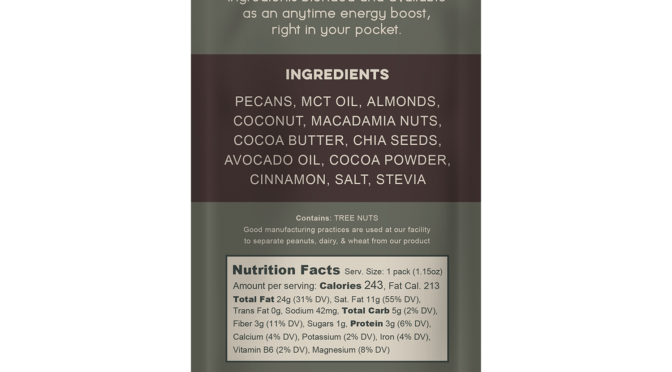 as an anytime energy boost,
right in your pocket.
INGREDIENTS
PECANS, MCT OIL, ALMONDS,
COCONUT, MACADAMIA NUTS,
COCOA BUTTER, CHIA SEEDS,
AVOCADO OIL, COCOA POWDER,
CINNAMON, SALT, STEVIA
Contains: TREE NUTS
Good manufacturing practices are used at our facility
to separate peanuts, dairy, & wheat from our product
Nutrition Facts Serv. Size: 1 pack (1.15oz)
Amount per serving: Calories 243, Fat Cal. 213
Total Fat 24g (31% DV), Sat. Fat 11g (55% DV),
Trans Fat 0g, Sodium 42mg, Total Carb 5g (2% DV),
Fiber 3g (11% DV), Sugars 1g, Protein 3g (6% DV),
Calcium (4% DV), Potassium (2% DV), Iron (4% DV),
Vitamin B6 (2% DV), Magnesium (8% DV)